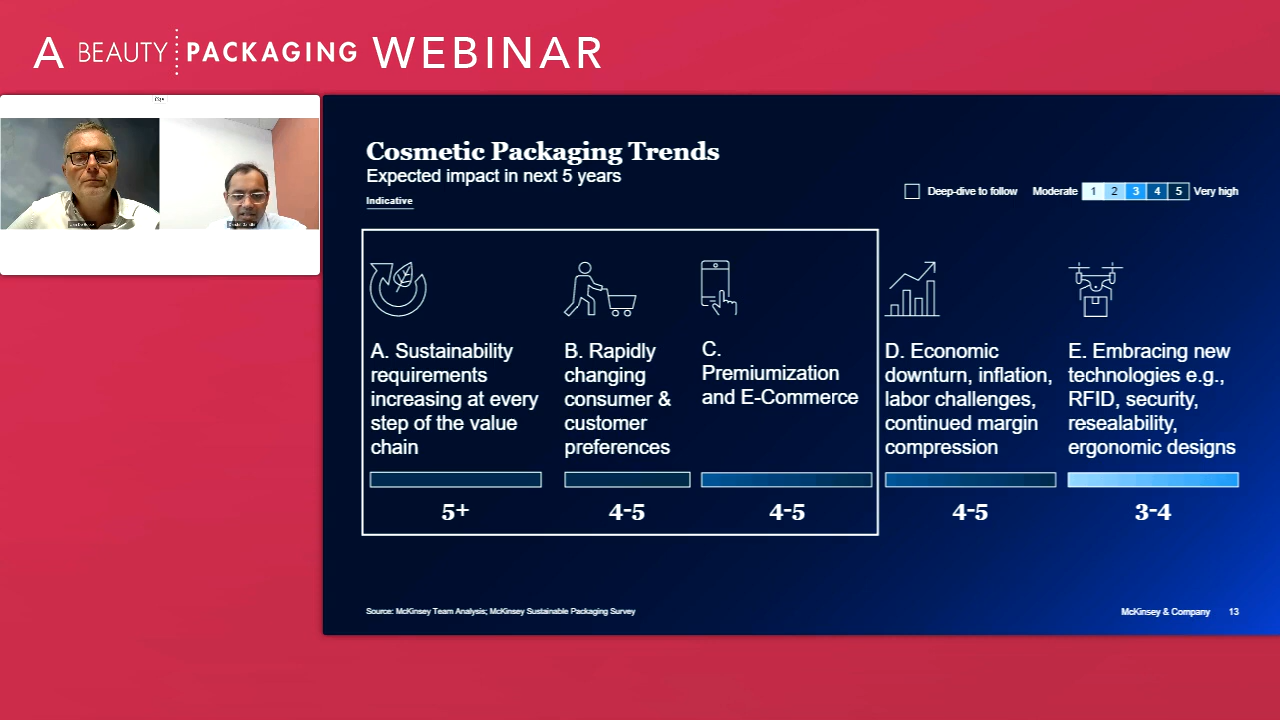 A BEAUTY PACKAGING WEBINAR
Cosmetic Packaging Trends
Expected impact in next 5 years
Indicative
Deep-dive to follow
Moderate 1 2 3 4 5 Very high
A. Sustainability
requirements
increasing at every
step of the value
chain
5+
B. Rapidly
changing
consumer &
customer
preferences
4-5
C.
Premiumization
and E-Commerce
4-5
D. Economic
downturn, inflation,
labor challenges,
continued margin
compression
4-5
E. Embracing new
technologies e.g.,
RFID, security,
resealability,
ergonomic designs
3-4
Source: McKinsey Team Analysis; McKinsey Sustainable Packaging Survey
McKinsey & Company 13